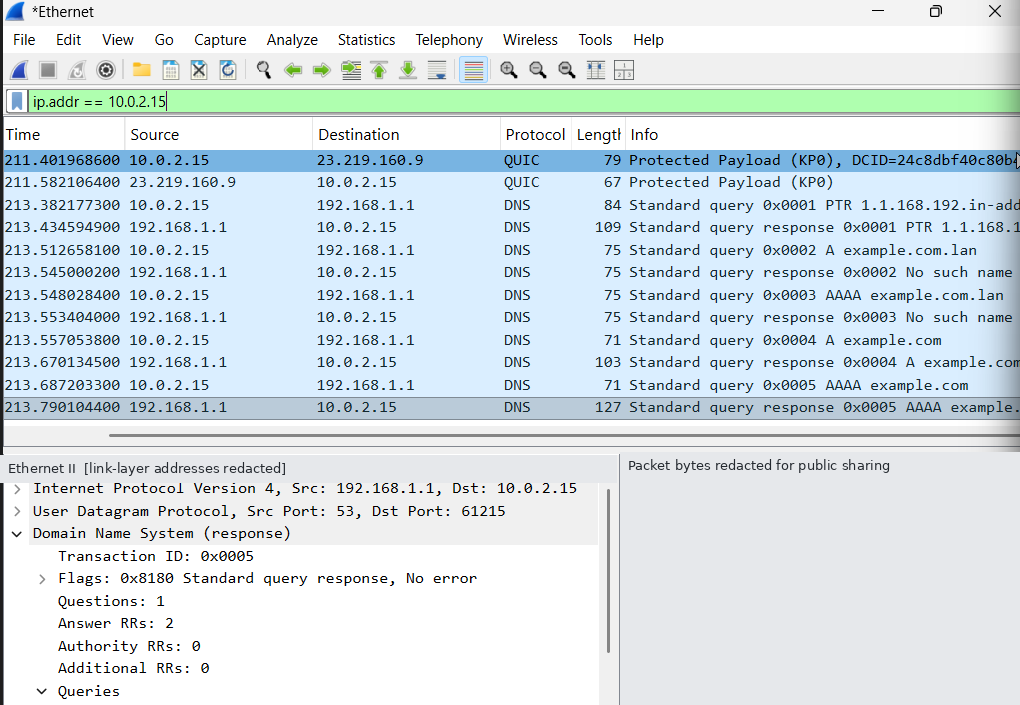 *Ethernet
File Edit View Go Capture Analyze Statistics Telephony Wireless Tools Help
ip.addr == 10.0.2.15
Time Source Destination Protocol Length Info
211.401968600 10.0.2.15 23.219.160.9 QUIC 79 Protected Payload (KP0), DCID=24c8dbf40c80b
211.582106400 23.219.160.9 10.0.2.15 QUIC 67 Protected Payload (KP0)
213.382177300 10.0.2.15 192.168.1.1 DNS 84 Standard query 0x0001 PTR 1.1.168.192.in-add
213.434594900 192.168.1.1 10.0.2.15 DNS 109 Standard query response 0x0001 PTR 1.1.168.1
213.512658100 10.0.2.15 192.168.1.1 DNS 75 Standard query 0x0002 A example.com.lan
213.545000200 192.168.1.1 10.0.2.15 DNS 75 Standard query response 0x0002 No such name
213.548028400 10.0.2.15 192.168.1.1 DNS 75 Standard query 0x0003 AAAA example.com.lan
213.553404000 192.168.1.1 10.0.2.15 DNS 75 Standard query response 0x0003 No such name
213.557053800 10.0.2.15 192.168.1.1 DNS 71 Standard query 0x0004 A example.com
213.670134500 192.168.1.1 10.0.2.15 DNS 103 Standard query response 0x0004 A example.com
213.687203300 10.0.2.15 192.168.1.1 DNS 71 Standard query 0x0005 AAAA example.com
213.790104400 192.168.1.1 10.0.2.15 DNS 127 Standard query response 0x0005 AAAA example.
Ethernet II [link-layer addresses redacted]
Internet Protocol Version 4, Src: 192.168.1.1, Dst: 10.0.2.15
User Datagram Protocol, Src Port: 53, Dst Port: 61215
Domain Name System (response)
Transaction ID: 0x0005
Flags: 0x8180 Standard query response, No error
Questions: 1
Answer RRs: 2
Authority RRs: 0
Additional RRs: 0
Queries
Packet bytes redacted for public sharing